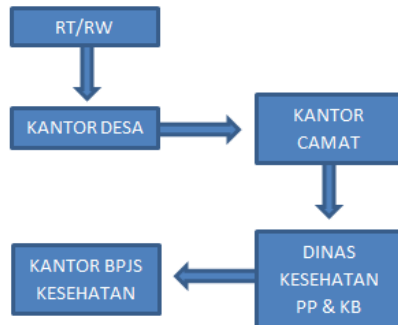 RT/RW
KANTOR DESA
KANTOR
CAMAT
DINAS
KESEHATAN
PP & KB
KANTOR BPJS
KESEHATAN